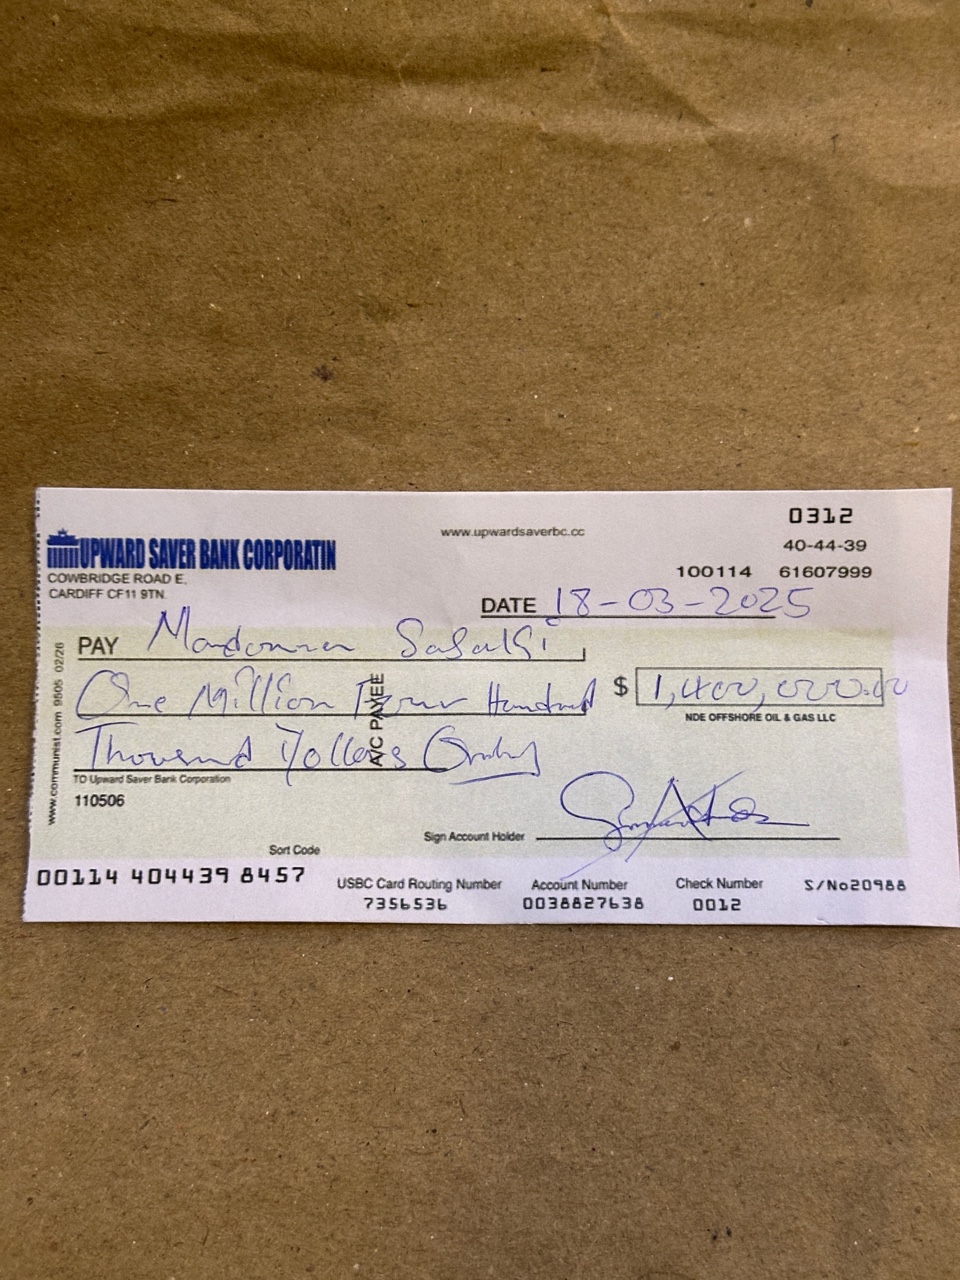 0312
www.upwardsaverbc.cc
UPWARD SAVER BANK CORPORATIN
40-44-39
COWBRIDGE ROAD E,
CARDIFF CF11 9TN
100114 61607999
DATE 18-03-2025
PAY Madonna Sasaki
One Million Four Hundred
$ 1,400,000.00
A/C PAYEE
NDE OFFSHORE OIL & GAS LLC
Thousand Dollars Only
TO Upward Saver Bank Corporation
110506
www.communist.com 9505 02/26
Sign Account Holder
Sort Code
00114 404439 8457
USBC Card Routing Number
7356536
Account Number
0038827638
Check Number
0012
S/No20988